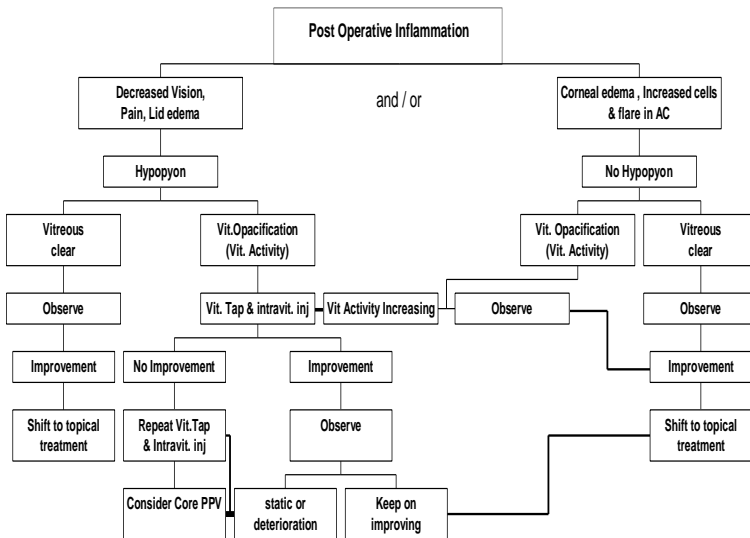 Post Operative Inflammation
Decreased Vision,
Pain, Lid edema
and / or
Corneal edema , Increased cells
& flare in AC
Hypopyon
No Hypopyon
Vitreous
clear
Vit.Opacification
(Vit. Activity)
Vit. Opacification
(Vit. Activity)
Vitreous
clear
Observe
Vit. Tap & intravit. inj
Vit Activity Increasing
Observe
Observe
Improvement
No Improvement
Improvement
Improvement
Shift to topical
treatment
Repeat Vit.Tap
& Intravit. inj
Observe
Shift to topical
treatment
Consider Core PPV
static or
deterioration
Keep on
improving